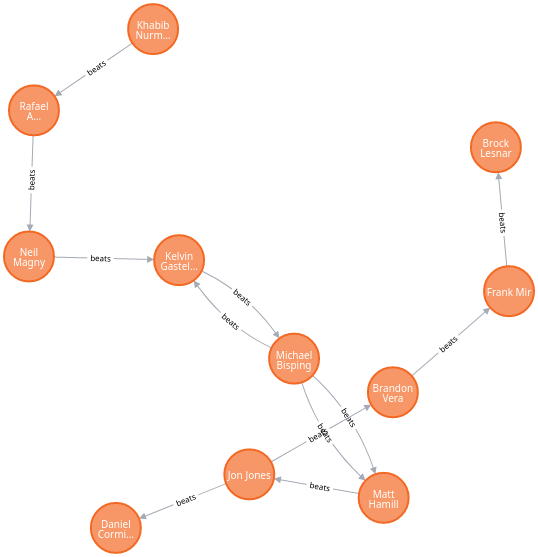 Khabib
Nurm...
beats
Rafael
A...
beats
Brock
Lesnar
beats
Neil
Magny
beats
Kelvin
Gastel...
beats
beats
Frank Mir
beats
Michael
Bisping
Brandon
Vera
beats
beats
beats
Jon Jones
beats
Matt
Hamill
beats
Daniel
Cormi...